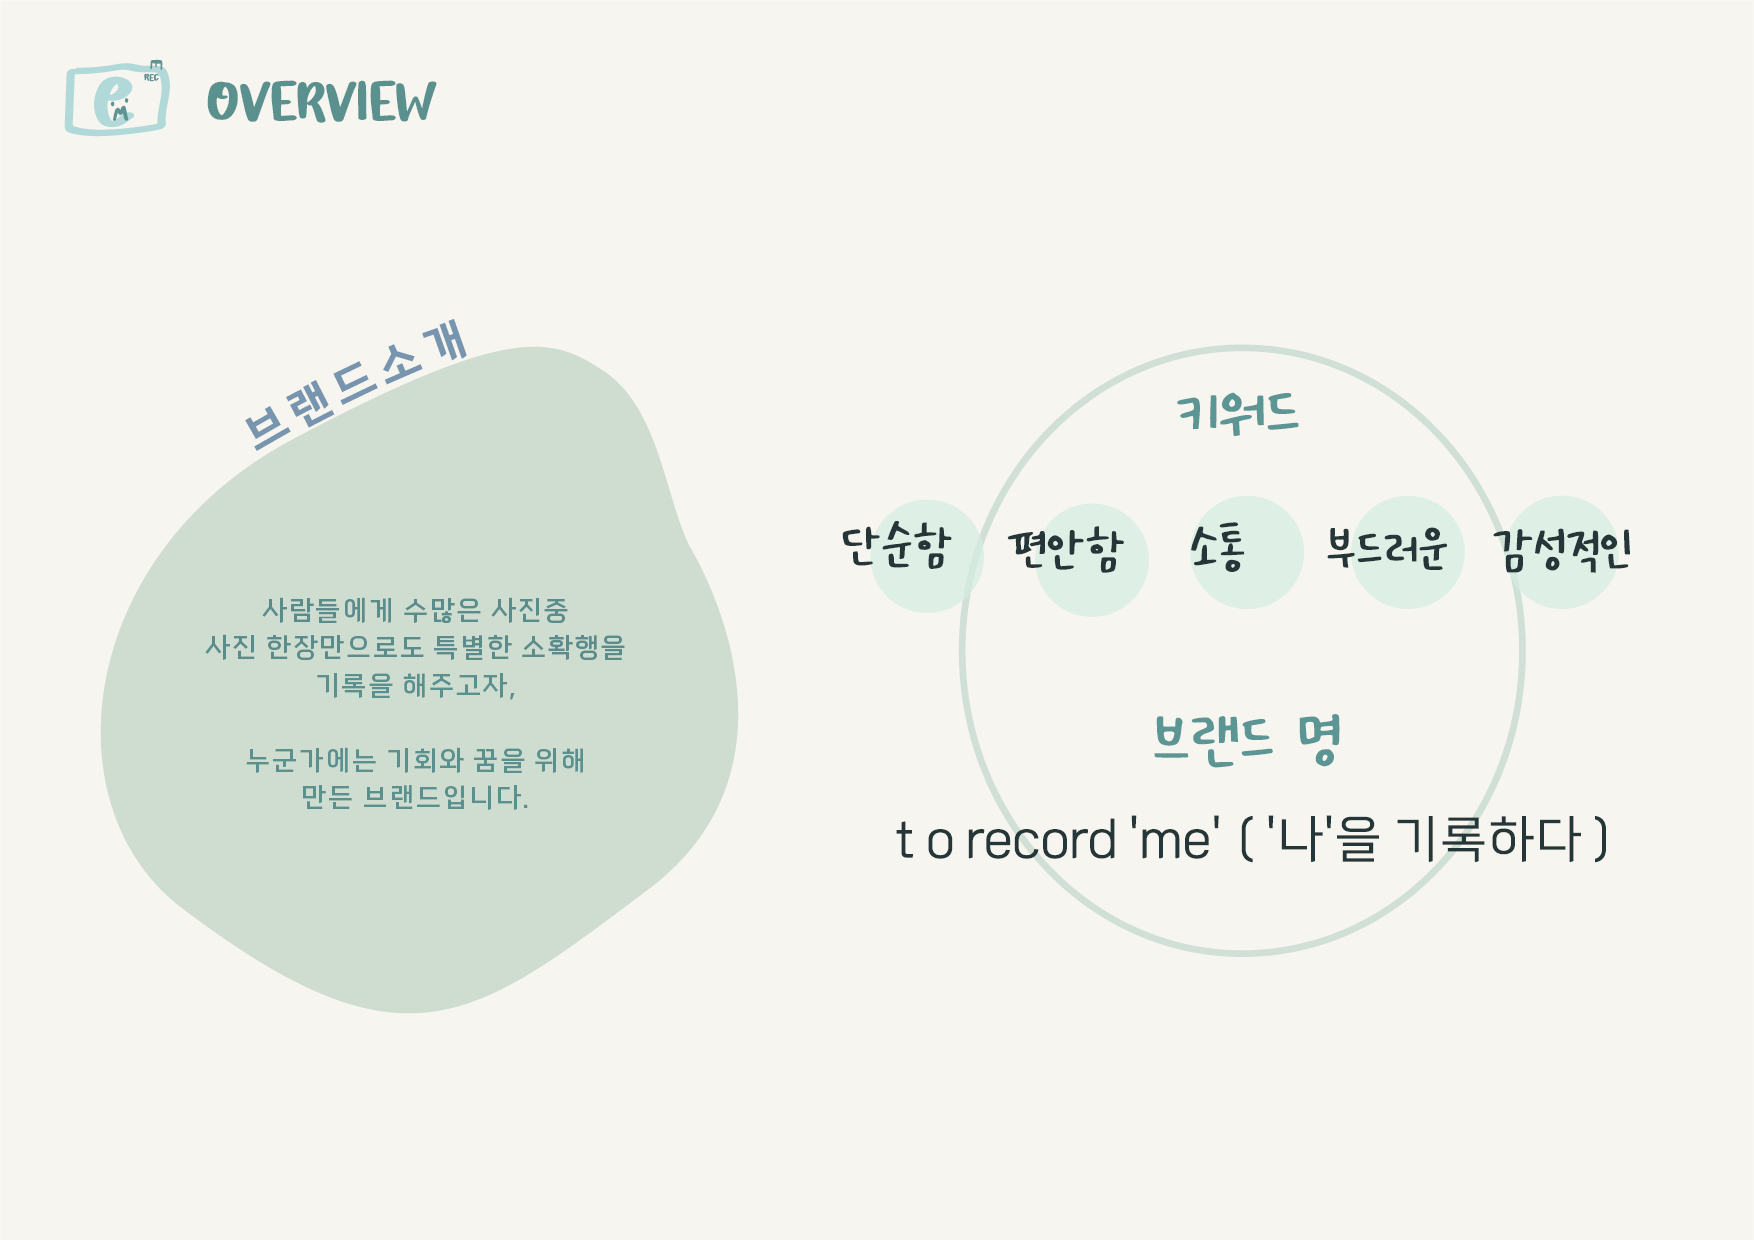 REC
e
M
OVERVIEW
브랜드소개
사람들에게 수많은 사진중
사진 한장만으로도 특별한 소확행을
기록을 해주고자,
누군가에는 기회와 꿈을 위해
만든 브랜드입니다.
키워드
단순함 편안함 소통 부드러운 감성적인
브랜드 명
t o record 'me' ( '나'을 기록하다 )